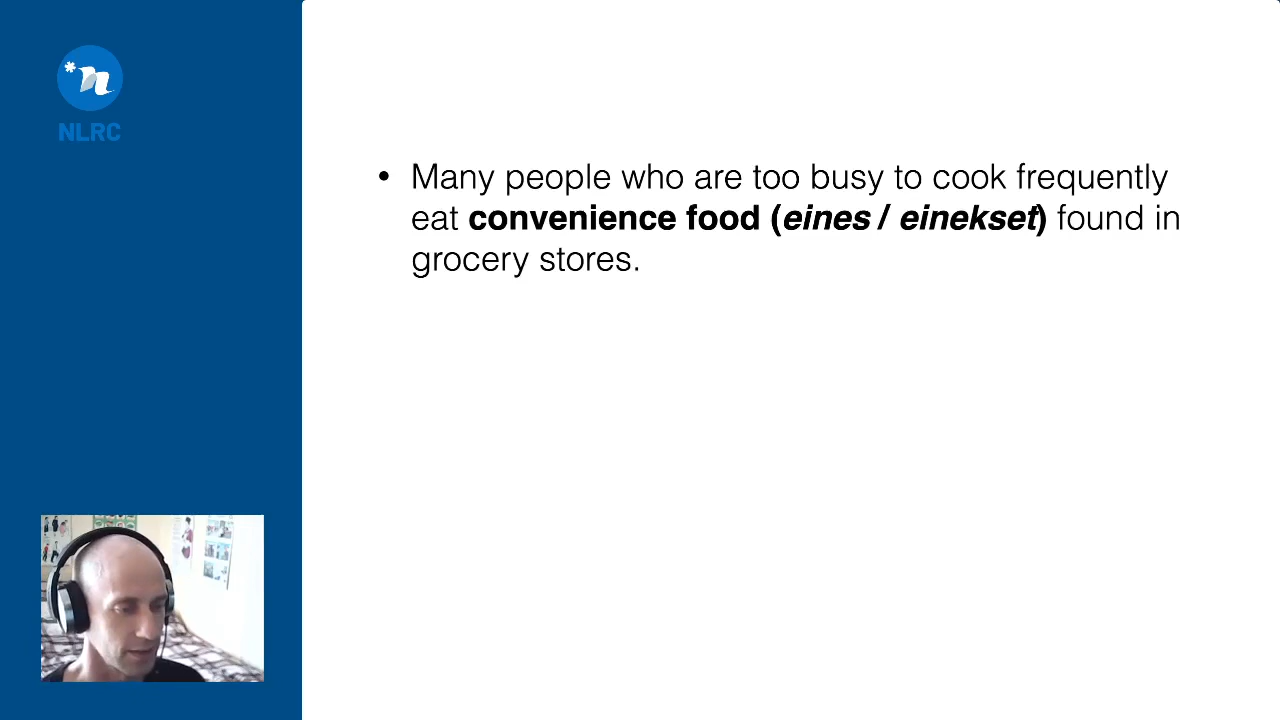 NLRC
• Many people who are too busy to cook frequently
eat convenience food (eines / einekset) found in
grocery stores.